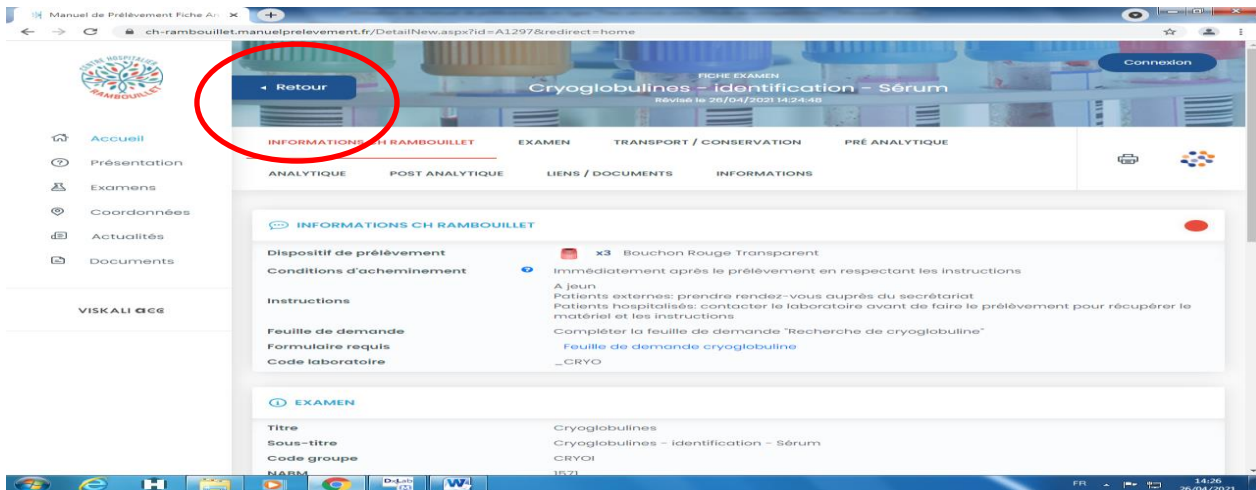 Manuel de Prélèvement Fiche An
ch-rambouillet.manuelprelevement.fr/DetailNew.aspx?id=A1297&redirect=home
CENTRE HOSPITALIER
RAMBOUILLET
Connexion
◂ Retour
FICHE EXAMEN
Cryoglobulines - identification - Sérum
Révisé le 26/04/2021 14:24:48
Accueil
Présentation
Examens
Coordonnées
Actualités
Documents
VISKALI
INFORMATIONS CH RAMBOUILLET EXAMEN TRANSPORT / CONSERVATION PRÉ ANALYTIQUE
ANALYTIQUE POST ANALYTIQUE LIENS / DOCUMENTS INFORMATIONS
INFORMATIONS CH RAMBOUILLET
Dispositif de prélèvement x3 Bouchon Rouge Transparent
Conditions d'acheminement Immédiatement après le prélèvement en respectant les instructions
Instructions A jeun
Patients externes: prendre rendez-vous auprès du secrétariat
Patients hospitalisés: contacter le laboratoire avant de faire le prélèvement pour récupérer le
matériel et les instructions
Feuille de demande Compléter la feuille de demande "Recherche de cryoglobuline"
Formulaire requis Feuille de demande cryoglobuline
Code laboratoire _CRYO
EXAMEN
Titre Cryoglobulines
Sous-titre Cryoglobulines - identification - Sérum
Code groupe CRYOI
NABM 1571
DxLab
FR 14:26
26/04/2021